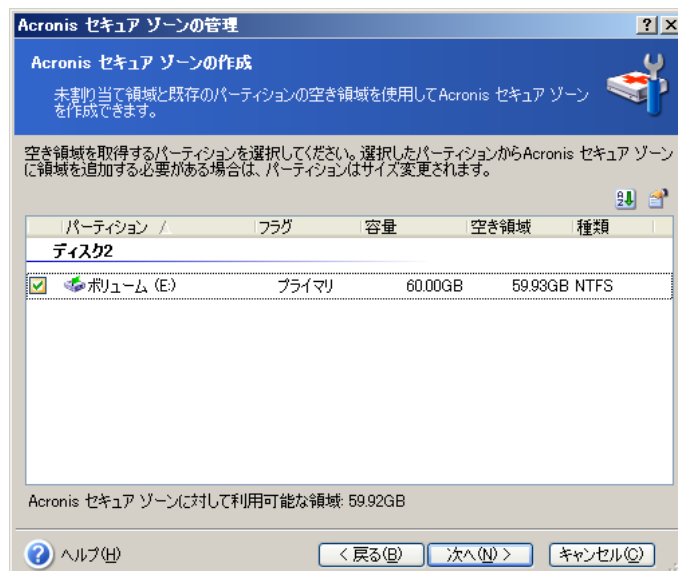 Acronis セキュア ゾーンの管理
Acronis セキュア ゾーンの作成
未割り当て領域と既存のパーティションの空き領域を使用してAcronis セキュア ゾーン
を作成できます。
空き領域を取得するパーティションを選択してください。選択したパーティションからAcronis セキュア ゾーン
に領域を追加する必要がある場合は、パーティションはサイズ変更されます。
パーティション / フラグ 容量 空き領域 種類
ディスク2
ボリューム (E:) プライマリ 60.00GB 59.93GB NTFS
Acronis セキュア ゾーンに対して利用可能な領域: 59.92GB
ヘルプ(H) < 戻る(B) 次へ(N) > キャンセル(C)